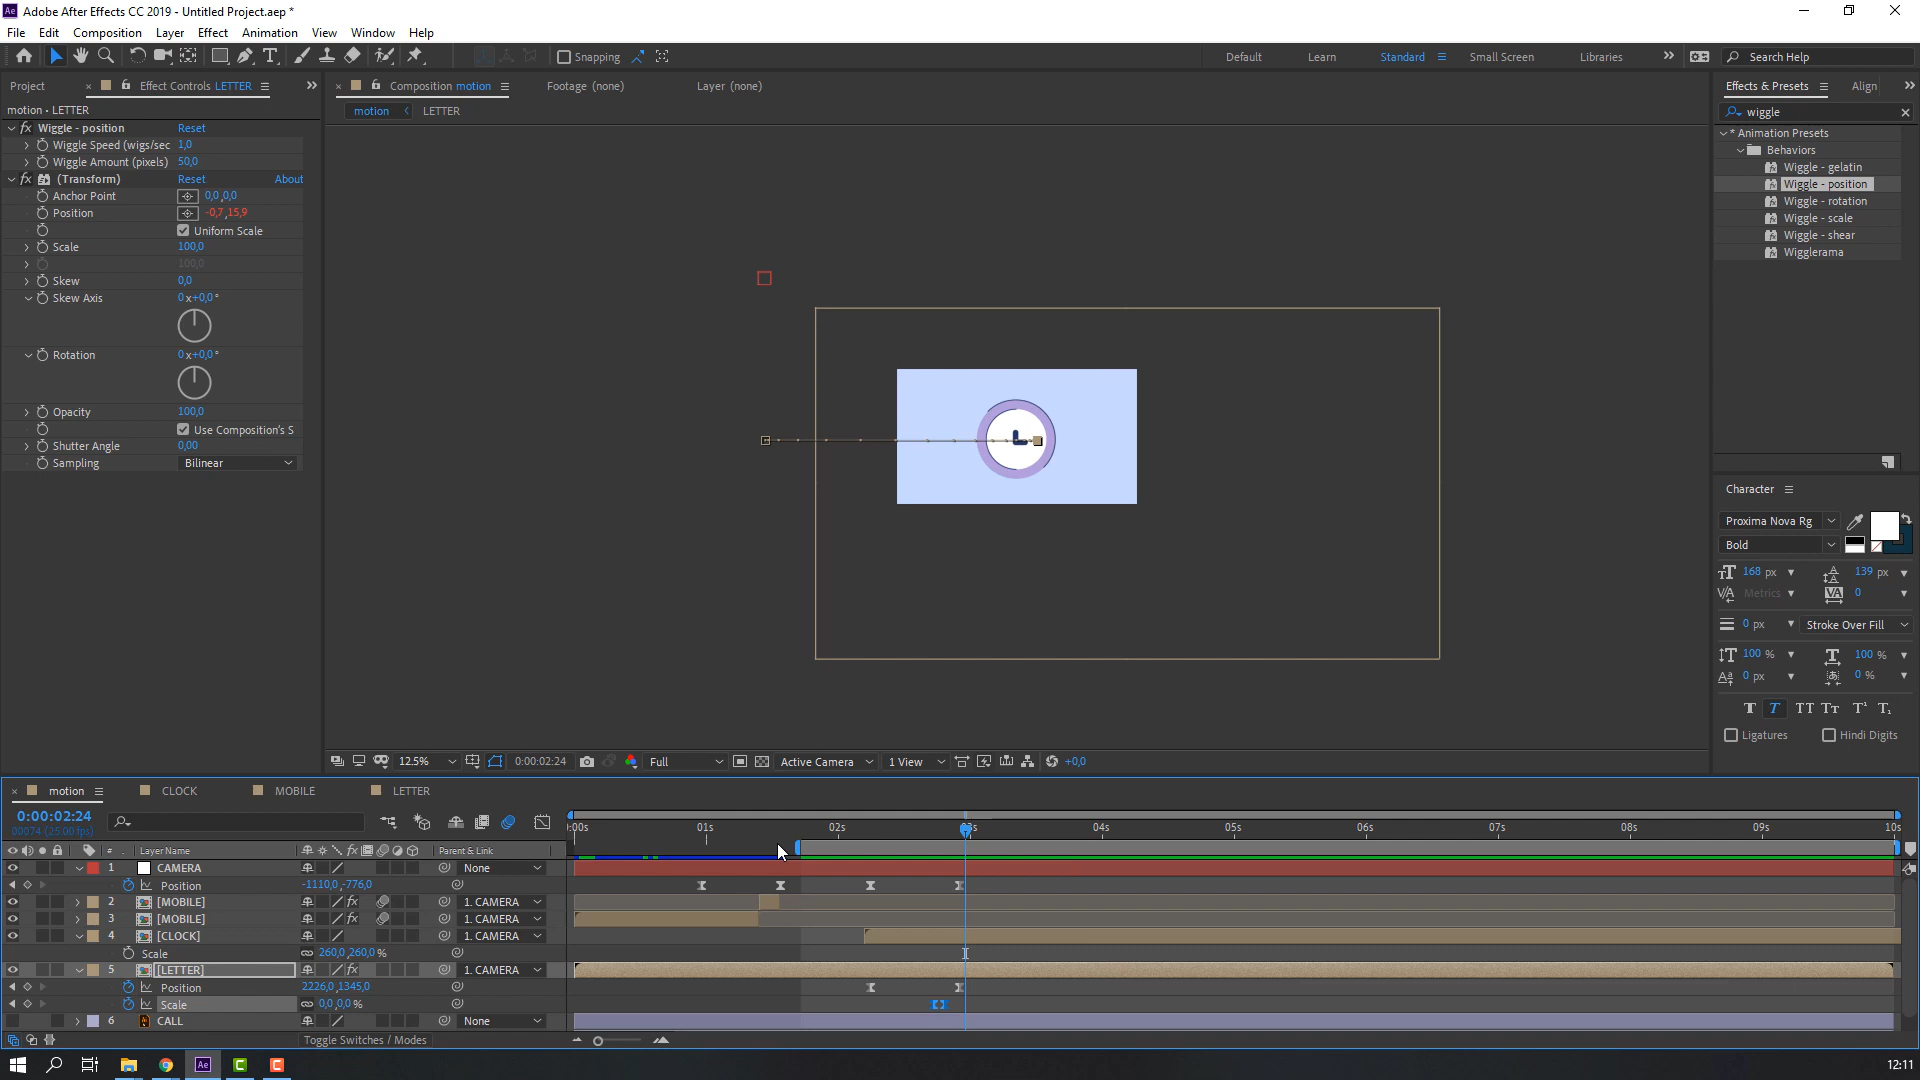 Adobe After Effects CC 2019 - Untitled Project.aep *
File Edit Composition Layer Effect Animation View Window Help
Snapping
Default Learn Standard Small Screen Libraries
Search Help
Project
Effect Controls LETTER
motion • LETTER
fx Wiggle - position Reset
Wiggle Speed (wigs/sec 1,0
Wiggle Amount (pixels) 50,0
fx (Transform) Reset About
Anchor Point 0,0,0,0
Position -0,7,15,9
Uniform Scale
Scale 100,0
100,0
Skew 0,0
Skew Axis 0x+0,0°
Rotation 0x+0,0°
Opacity 100,0
Use Composition's S
Shutter Angle 0,00
Sampling Bilinear
Composition motion
Footage (none)
Layer (none)
motion LETTER
12.5% 0:00:02:24 Full Active Camera 1 View +0,0
Effects & Presets Align
wiggle
* Animation Presets
Behaviors
Wiggle - gelatin
Wiggle - position
Wiggle - rotation
Wiggle - scale
Wiggle - shear
Wigglerama
Character
Proxima Nova Rg
Bold
168 px 139 px
Metrics 0
0 px Stroke Over Fill
100 % 100 %
0 px 0 %
Ligatures Hindi Digits
motion CLOCK MOBILE LETTER
0:00:02:24
00074 (25.00 fps)
:00s 01s 02s 03s 04s 05s 06s 07s 08s 09s 10s
# Layer Name Parent & Link
1 CAMERA None
Position -1110,0,-776,0
2 [MOBILE] 1. CAMERA
3 [MOBILE] 1. CAMERA
4 [CLOCK] 1. CAMERA
Scale 260,0,260,0%
5 [LETTER] 1. CAMERA
Position 2226,0,1345,0
Scale 0,0,0,0%
6 CALL None
Toggle Switches / Modes
12:11